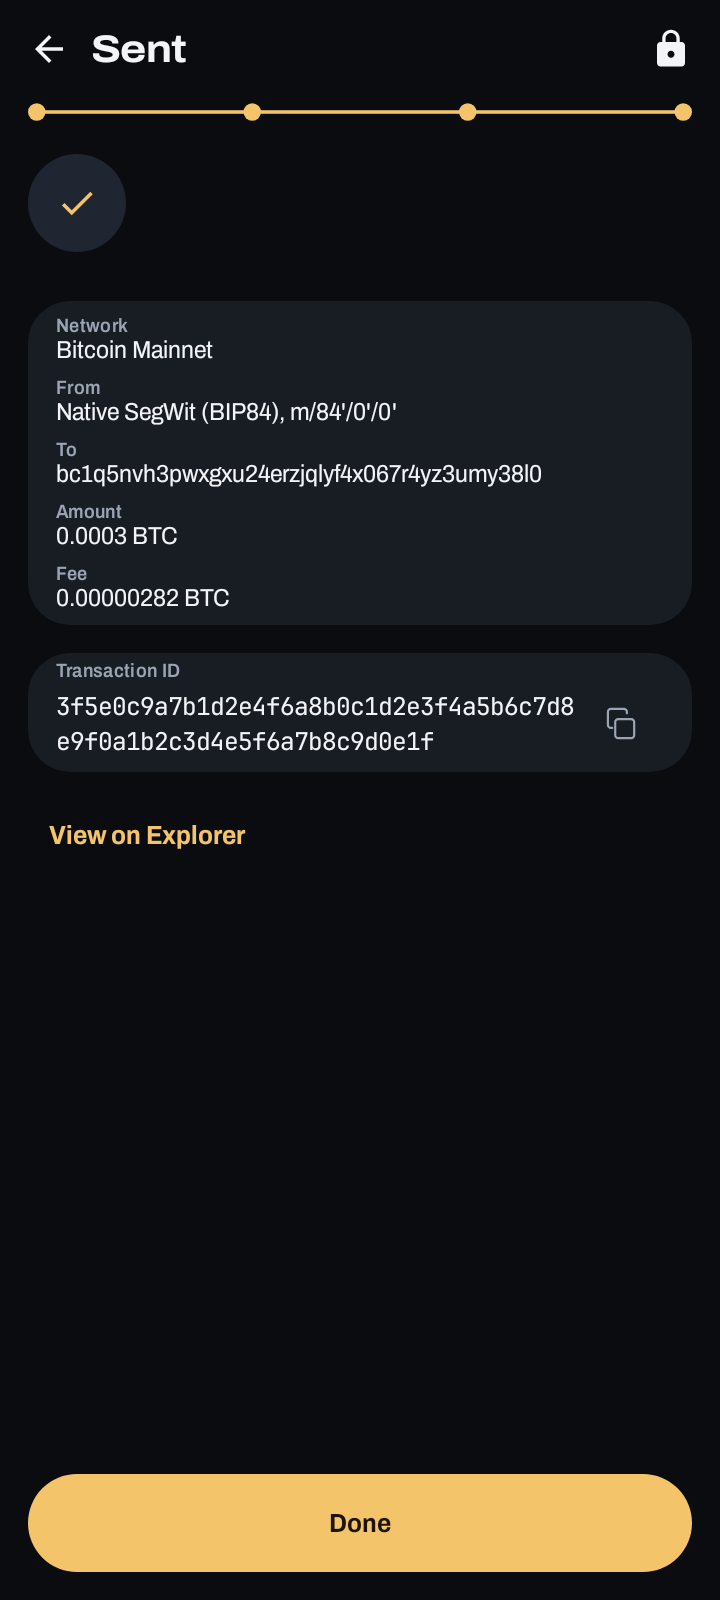 Sent
Network
Bitcoin Mainnet
From
Native SegWit (BIP84), m/84'/0'/0'
To
bc1q5nvh3pwxgxu24erzjqlyf4x067r4yz3umy38l0
Amount
0.0003 BTC
Fee
0.00000282 BTC
Transaction ID
3f5e0c9a7b1d2e4f6a8b0c1d2e3f4a5b6c7d8
e9f0a1b2c3d4e5f6a7b8c9d0e1f
View on Explorer
Done